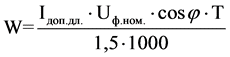 W= I доп.дл. · U ф.ном. · cosφ · T
1,5·1000